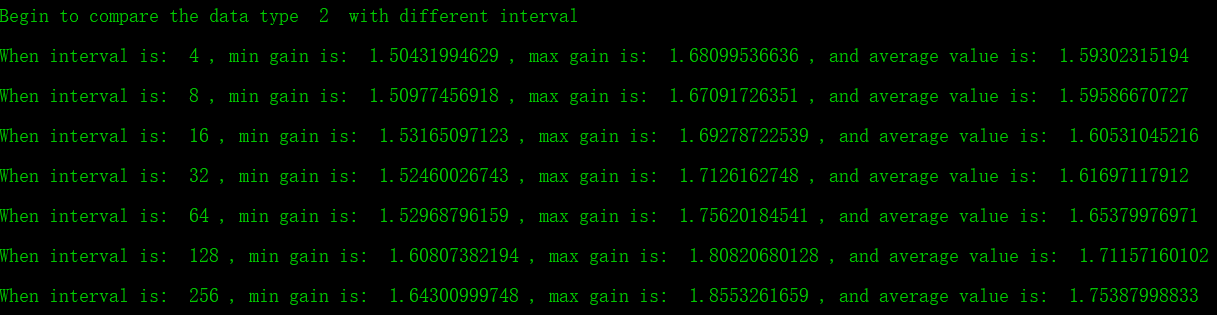 Begin to compare the data type  2  with different interval
When interval is:  4 , min gain is:  1.50431994629 , max gain is:  1.68099536636 , and average value is:  1.59302315194
When interval is:  8 , min gain is:  1.50977456918 , max gain is:  1.67091726351 , and average value is:  1.59586670727
When interval is:  16 , min gain is:  1.53165097123 , max gain is:  1.69278722539 , and average value is:  1.60531045216
When interval is:  32 , min gain is:  1.52460026743 , max gain is:  1.7126162748 , and average value is:  1.61697117912
When interval is:  64 , min gain is:  1.52968796159 , max gain is:  1.75620184541 , and average value is:  1.65379976971
When interval is:  128 , min gain is:  1.60807382194 , max gain is:  1.80820680128 , and average value is:  1.71157160102
When interval is:  256 , min gain is:  1.64300999748 , max gain is:  1.8553261659 , and average value is:  1.75387998833